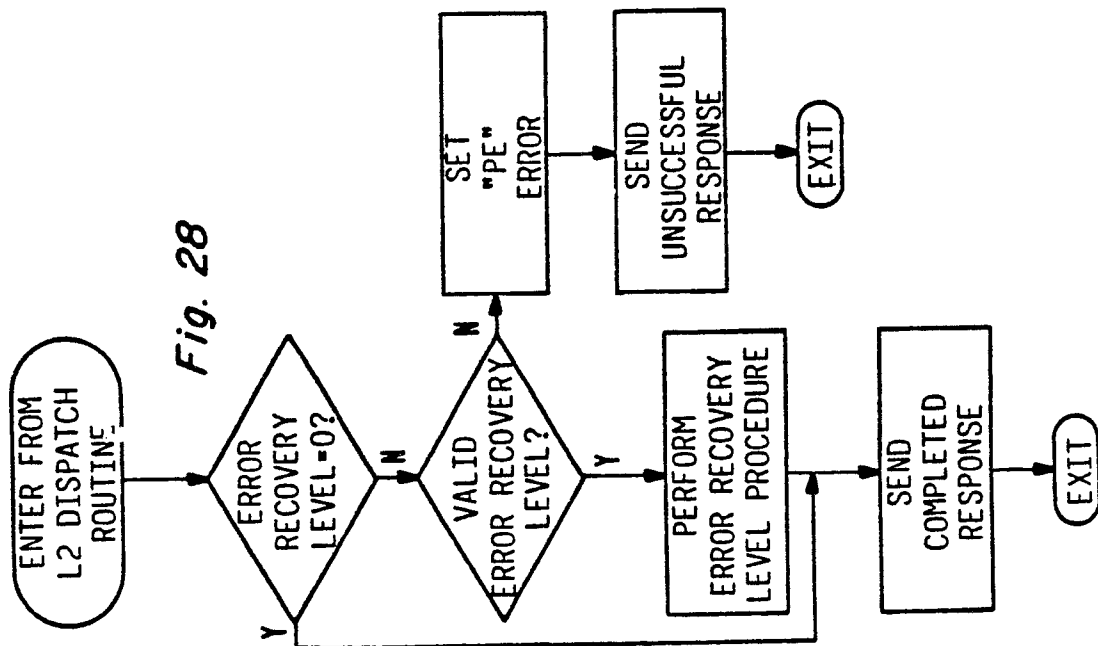 ENTER FROM
L2 DISPATCH
ROUTINE
Fig. 28
ERROR
RECOVERY
LEVEL=0?
Y
N
VALID
ERROR RECOVERY
LEVEL?
N
Y
SET
"PE"
ERROR
SEND
UNSUCCESSFUL
RESPONSE
EXIT
PERFORM
ERROR RECOVERY
LEVEL PROCEDURE
SEND
COMPLETED
RESPONSE
EXIT